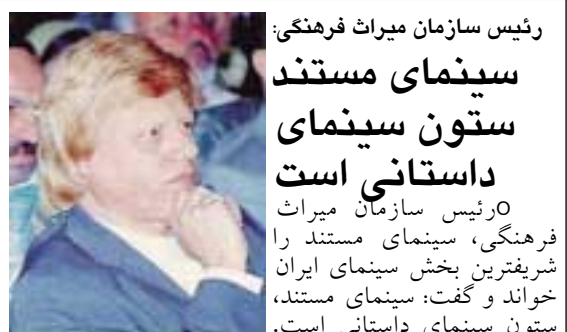 رئیس سازمان میراث فرهنگی:
سینمای مستند
ستون سینمای
داستانی است
oرئیس سازمان میراث
فرهنگی، سینمای مستند را
شریفترین بخش سینمای ایران
خواند و گفت: سینمای مستند،
ستون سینمای داستانی است.